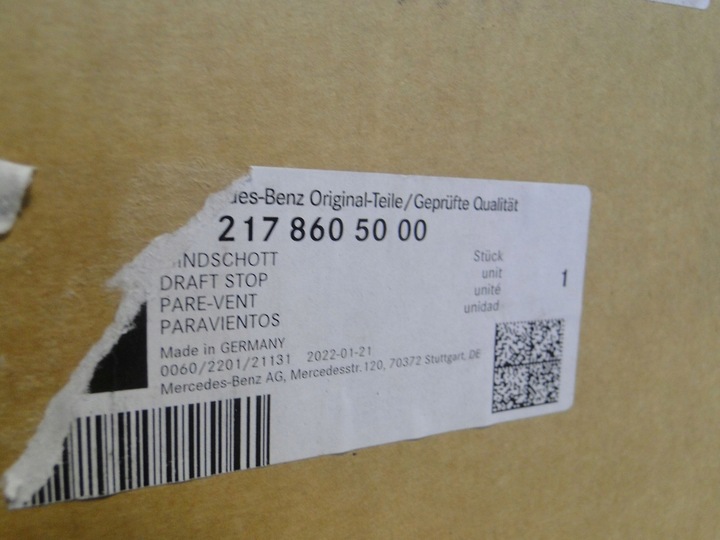 des-Benz Original-Teile/Geprüfte Qualität
217 860 50 00
INDSCHOTT
DRAFT STOP
PARE-VENT
PARAVIENTOS
Stück
unit
unité
unidad
1
Made in GERMANY
0060/2201/21131 2022-01-21
Mercedes-Benz AG, Mercedesstr.120, 70372 Stuttgart, DE